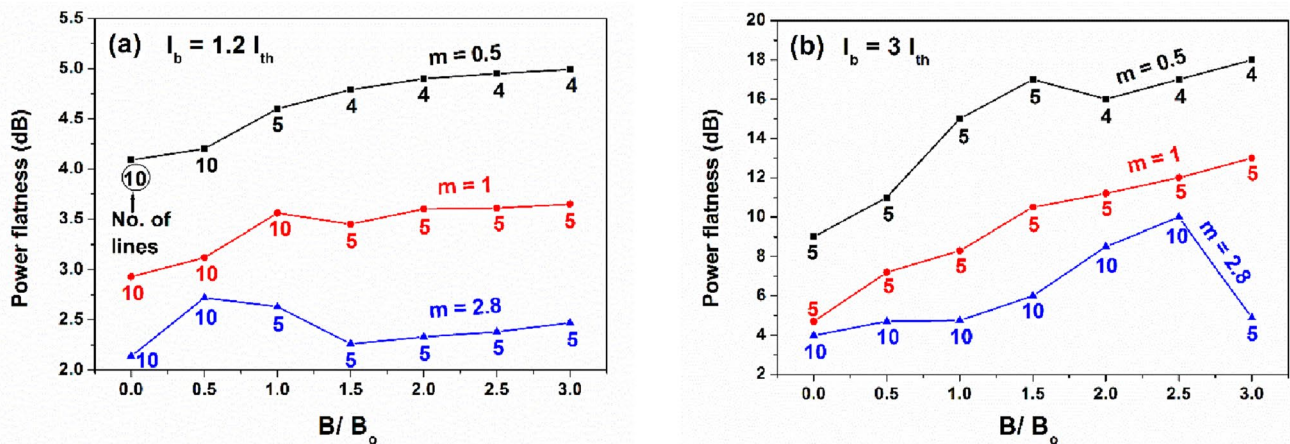 (a) I_b = 1.2 I_th
Power flatness (dB)
5.5
5.0
4.5
4.0
3.5
3.0
2.5
2.0
m = 0.5
10 10 5 4 4 4 4
No. of
lines
m = 1
10 10 10 5 5 5 5
m = 2.8
10 10 5 5 5 5 5
0.0 0.5 1.0 1.5 2.0 2.5 3.0
B/ B_o
(b) I_b = 3 I_th
Power flatness (dB)
20
18
16
14
12
10
8
6
4
2
m = 0.5
5 5 5 5 4 4 4
m = 1
5 5 5 5 5 5 5
m = 2.8
10 10 10 10 10 10 5
0.0 0.5 1.0 1.5 2.0 2.5 3.0
B/ B_o